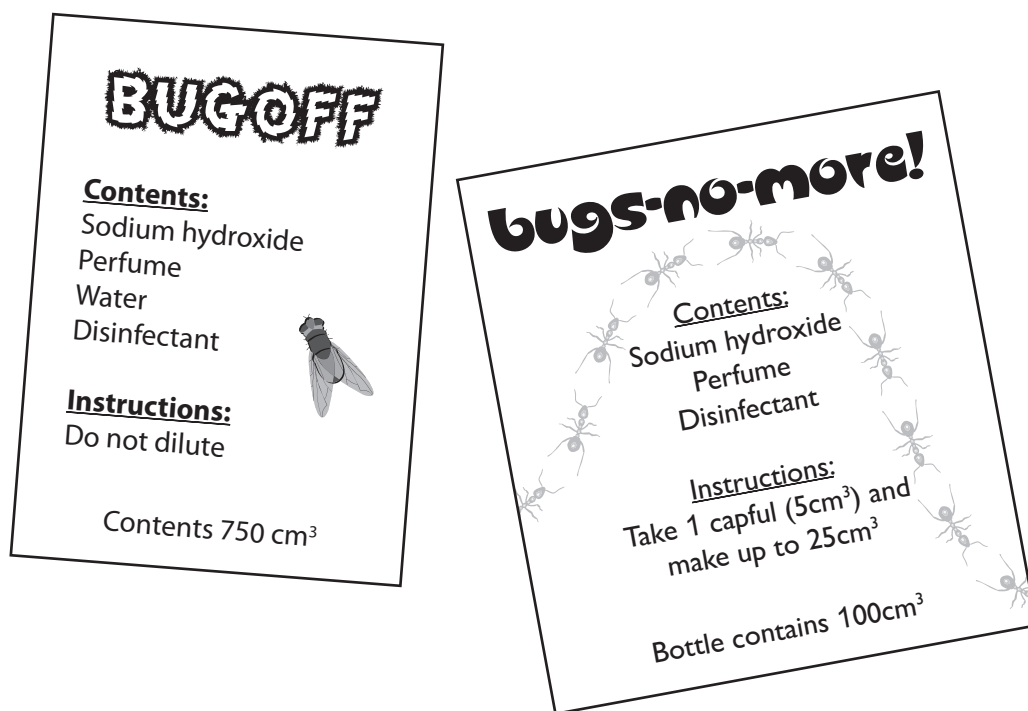 BUGOFF
Contents:
Sodium hydroxide
Perfume
Water
Disinfectant
Instructions:
Do not dilute
Contents 750 cm³
bugs-no-more!
Contents:
Sodium hydroxide
Perfume
Disinfectant
Instructions:
Take 1 capful (5cm³) and
make up to 25cm³
Bottle contains 100cm³